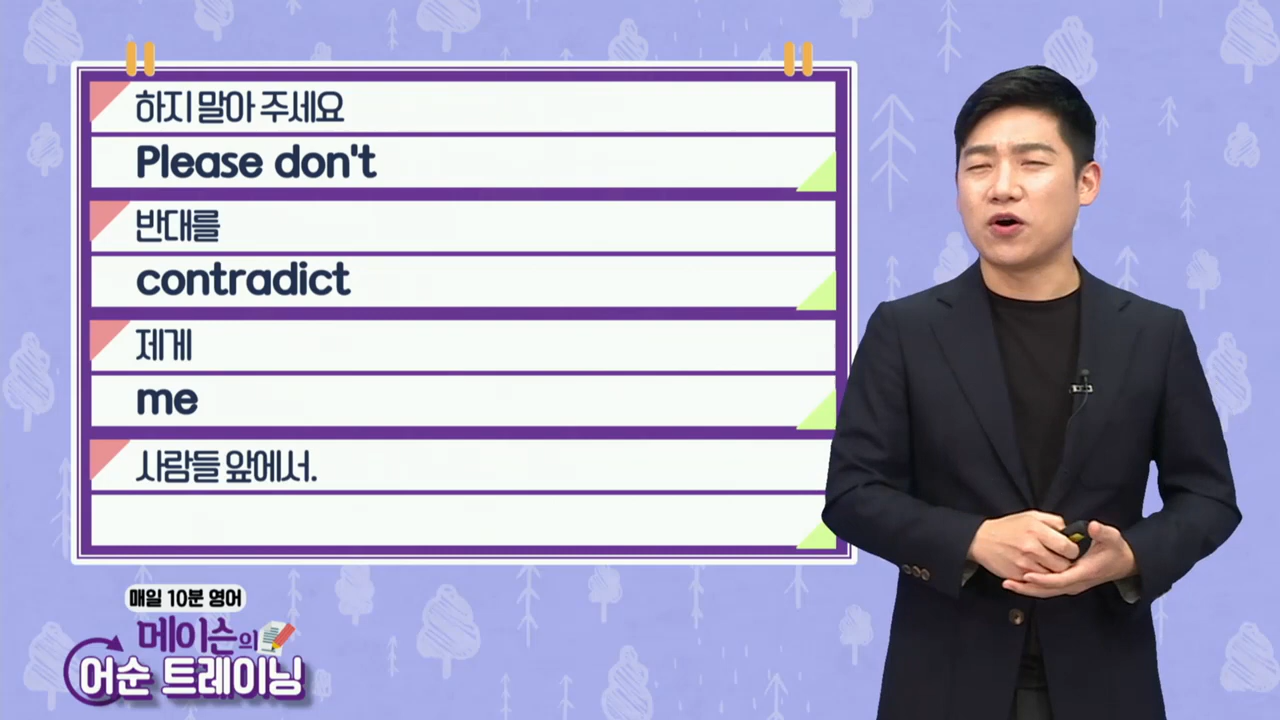 하지 말아 주세요
Please don't
반대를
contradict
제게
me
사람들 앞에서.
매일 10분 영어
메이슨의
어순 트레이닝